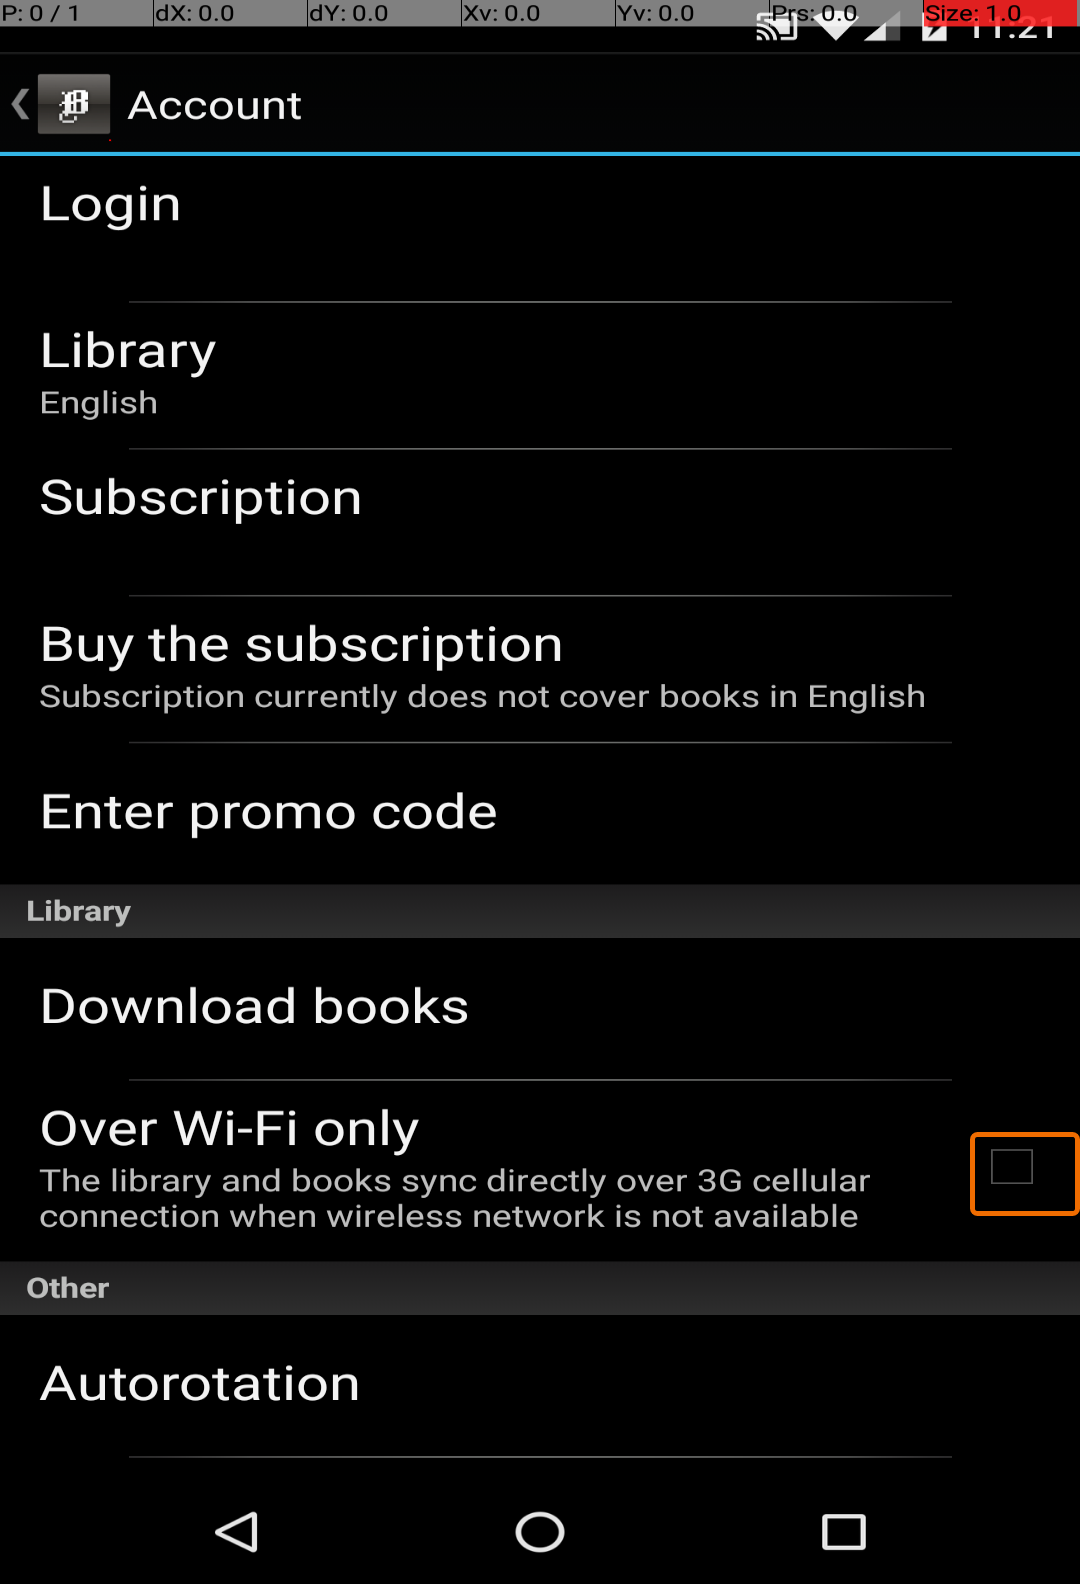 P: 0 / 1 dX: 0.0 dY: 0.0 Xv: 0.0 Yv: 0.0 Prs: 0.0 Size: 1.0
11:21
Account
Login
Library
English
Subscription
Buy the subscription
Subscription currently does not cover books in English
Enter promo code
Library
Download books
Over Wi-Fi only
The library and books sync directly over 3G cellular
connection when wireless network is not available
Other
Autorotation